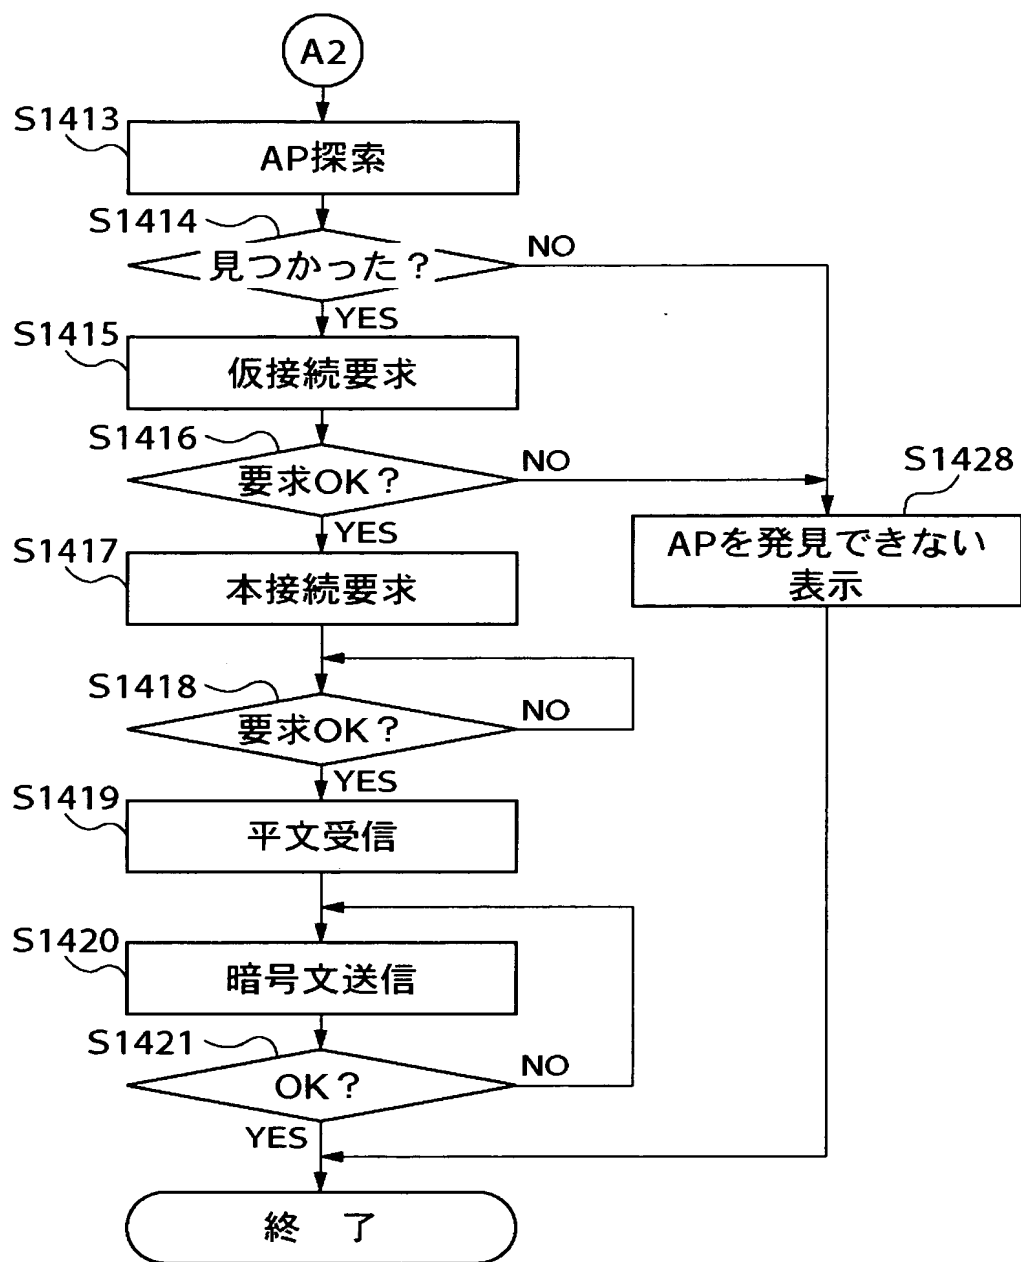 A2
S1413
AP探索
S1414
見つかった？
NO
YES
S1415
仮接続要求
S1416
要求OK？
NO
YES
S1428
APを発見できない
表示
S1417
本接続要求
S1418
要求OK？
NO
YES
S1419
平文受信
S1420
暗号文送信
S1421
OK？
NO
YES
終 了